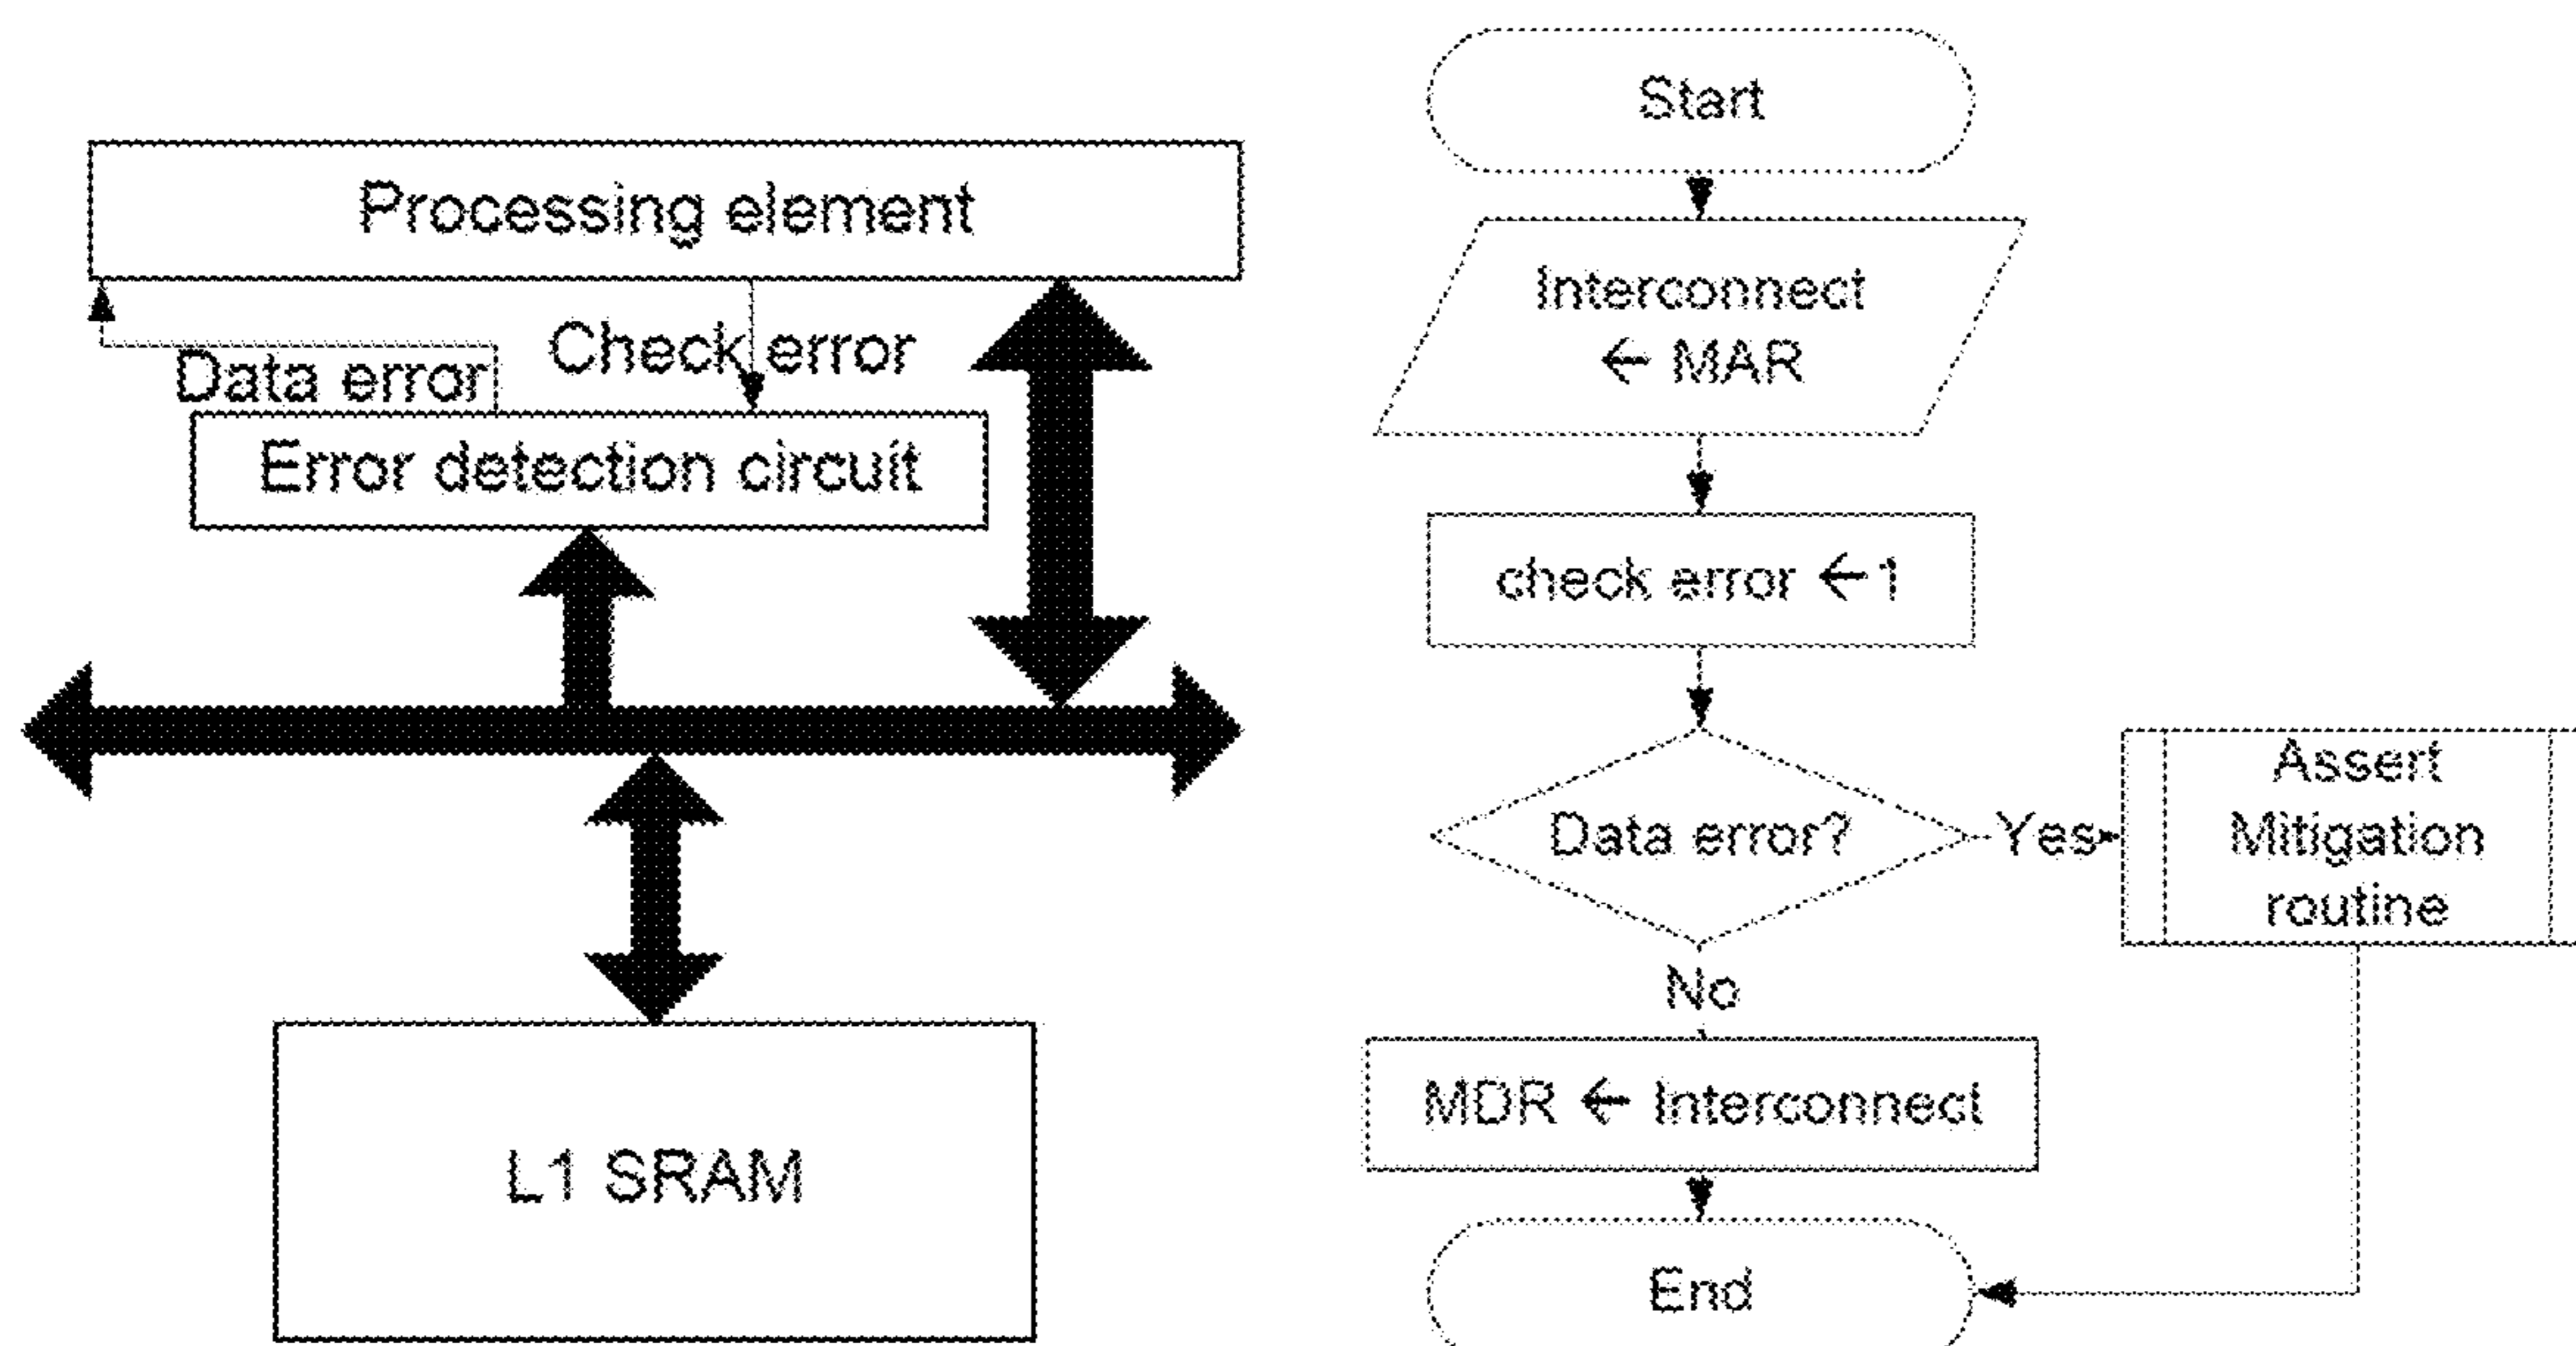 Processing element
Check error
Data error
Error detection circuit
L1 SRAM
Start
Interconnect
← MAR
check error ←1
Data error?
Yes
Assert
Mitigation
routine
No
MDR ← Interconnect
End